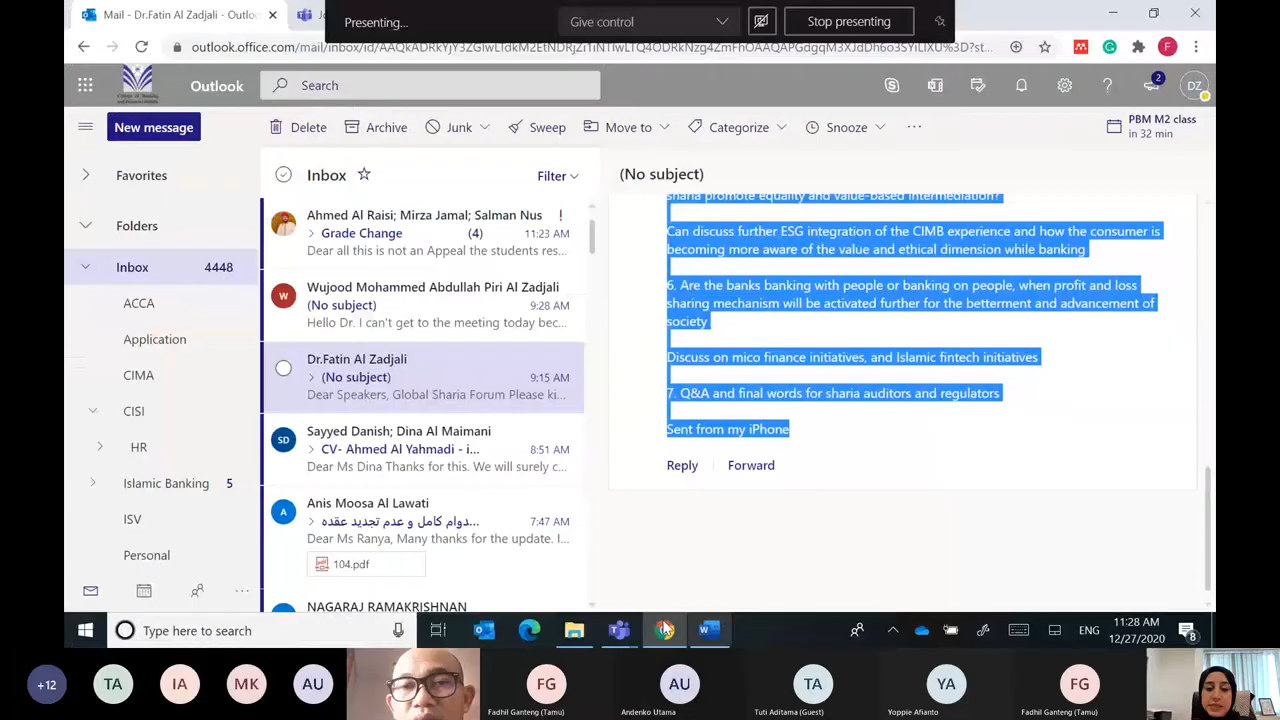 Mail - Dr.Fatin Al Zadjali - Outlo
Presenting...
Give control
Stop presenting
F
Outlook
Search
2
DZ
New message
Delete
Archive
Junk
Sweep
Move to
Categorize
Snooze
PBM M2 class
in 32 min
Favorites
Folders
Inbox 4448
ACCA
Application
CIMA
CISI
HR
Islamic Banking 5
ISV
Personal
Inbox
Filter
Ahmed Al Raisi; Mirza Jamal; Salman Nus !
Grade Change (4) 11:23 AM
Dear all this is not an Appeal the students res...
W
Wujood Mohammed Abdullah Piri Al Zadjali
(No subject) 9:28 AM
Hello Dr. I can't get to the meeting today bec...
Dr.Fatin Al Zadjali
(No subject) 9:15 AM
Dear Speakers, Global Sharia Forum Please ki...
SD
Sayyed Danish; Dina Al Maimani
CV- Ahmed Al Yahmadi - i... 8:51 AM
Dear Ms Dina Thanks for this. We will surely c...
A
Anis Moosa Al Lawati
دوام كامل و عدم تجديد عقده... 7:47 AM
Dear Ms Ranya, Many thanks for the update. I...
104.pdf
NAGARAJ RAMAKRISHNAN
(No subject)
sharia promote equality and value-based intermediation?
Can discuss further ESG integration of the CIMB experience and how the consumer is
becoming more aware of the value and ethical dimension while banking
6. Are the banks banking with people or banking on people, when profit and loss
sharing mechanism will be activated further for the betterment and advancement of
society
Discuss on mico finance initiatives, and Islamic fintech initiatives
7. Q&A and final words for sharia auditors and regulators
Sent from my iPhone
Reply
Forward
Type here to search
ENG
11:28 AM
12/27/2020
8
+12
TA
IA
MK
AU
FG
Fadhil Ganteng (Tamu)
AU
Andenko Utama
TA
Tuti Aditama (Guest)
YA
Yoppie Afianto
FG
Fadhil Ganteng (Tamu)